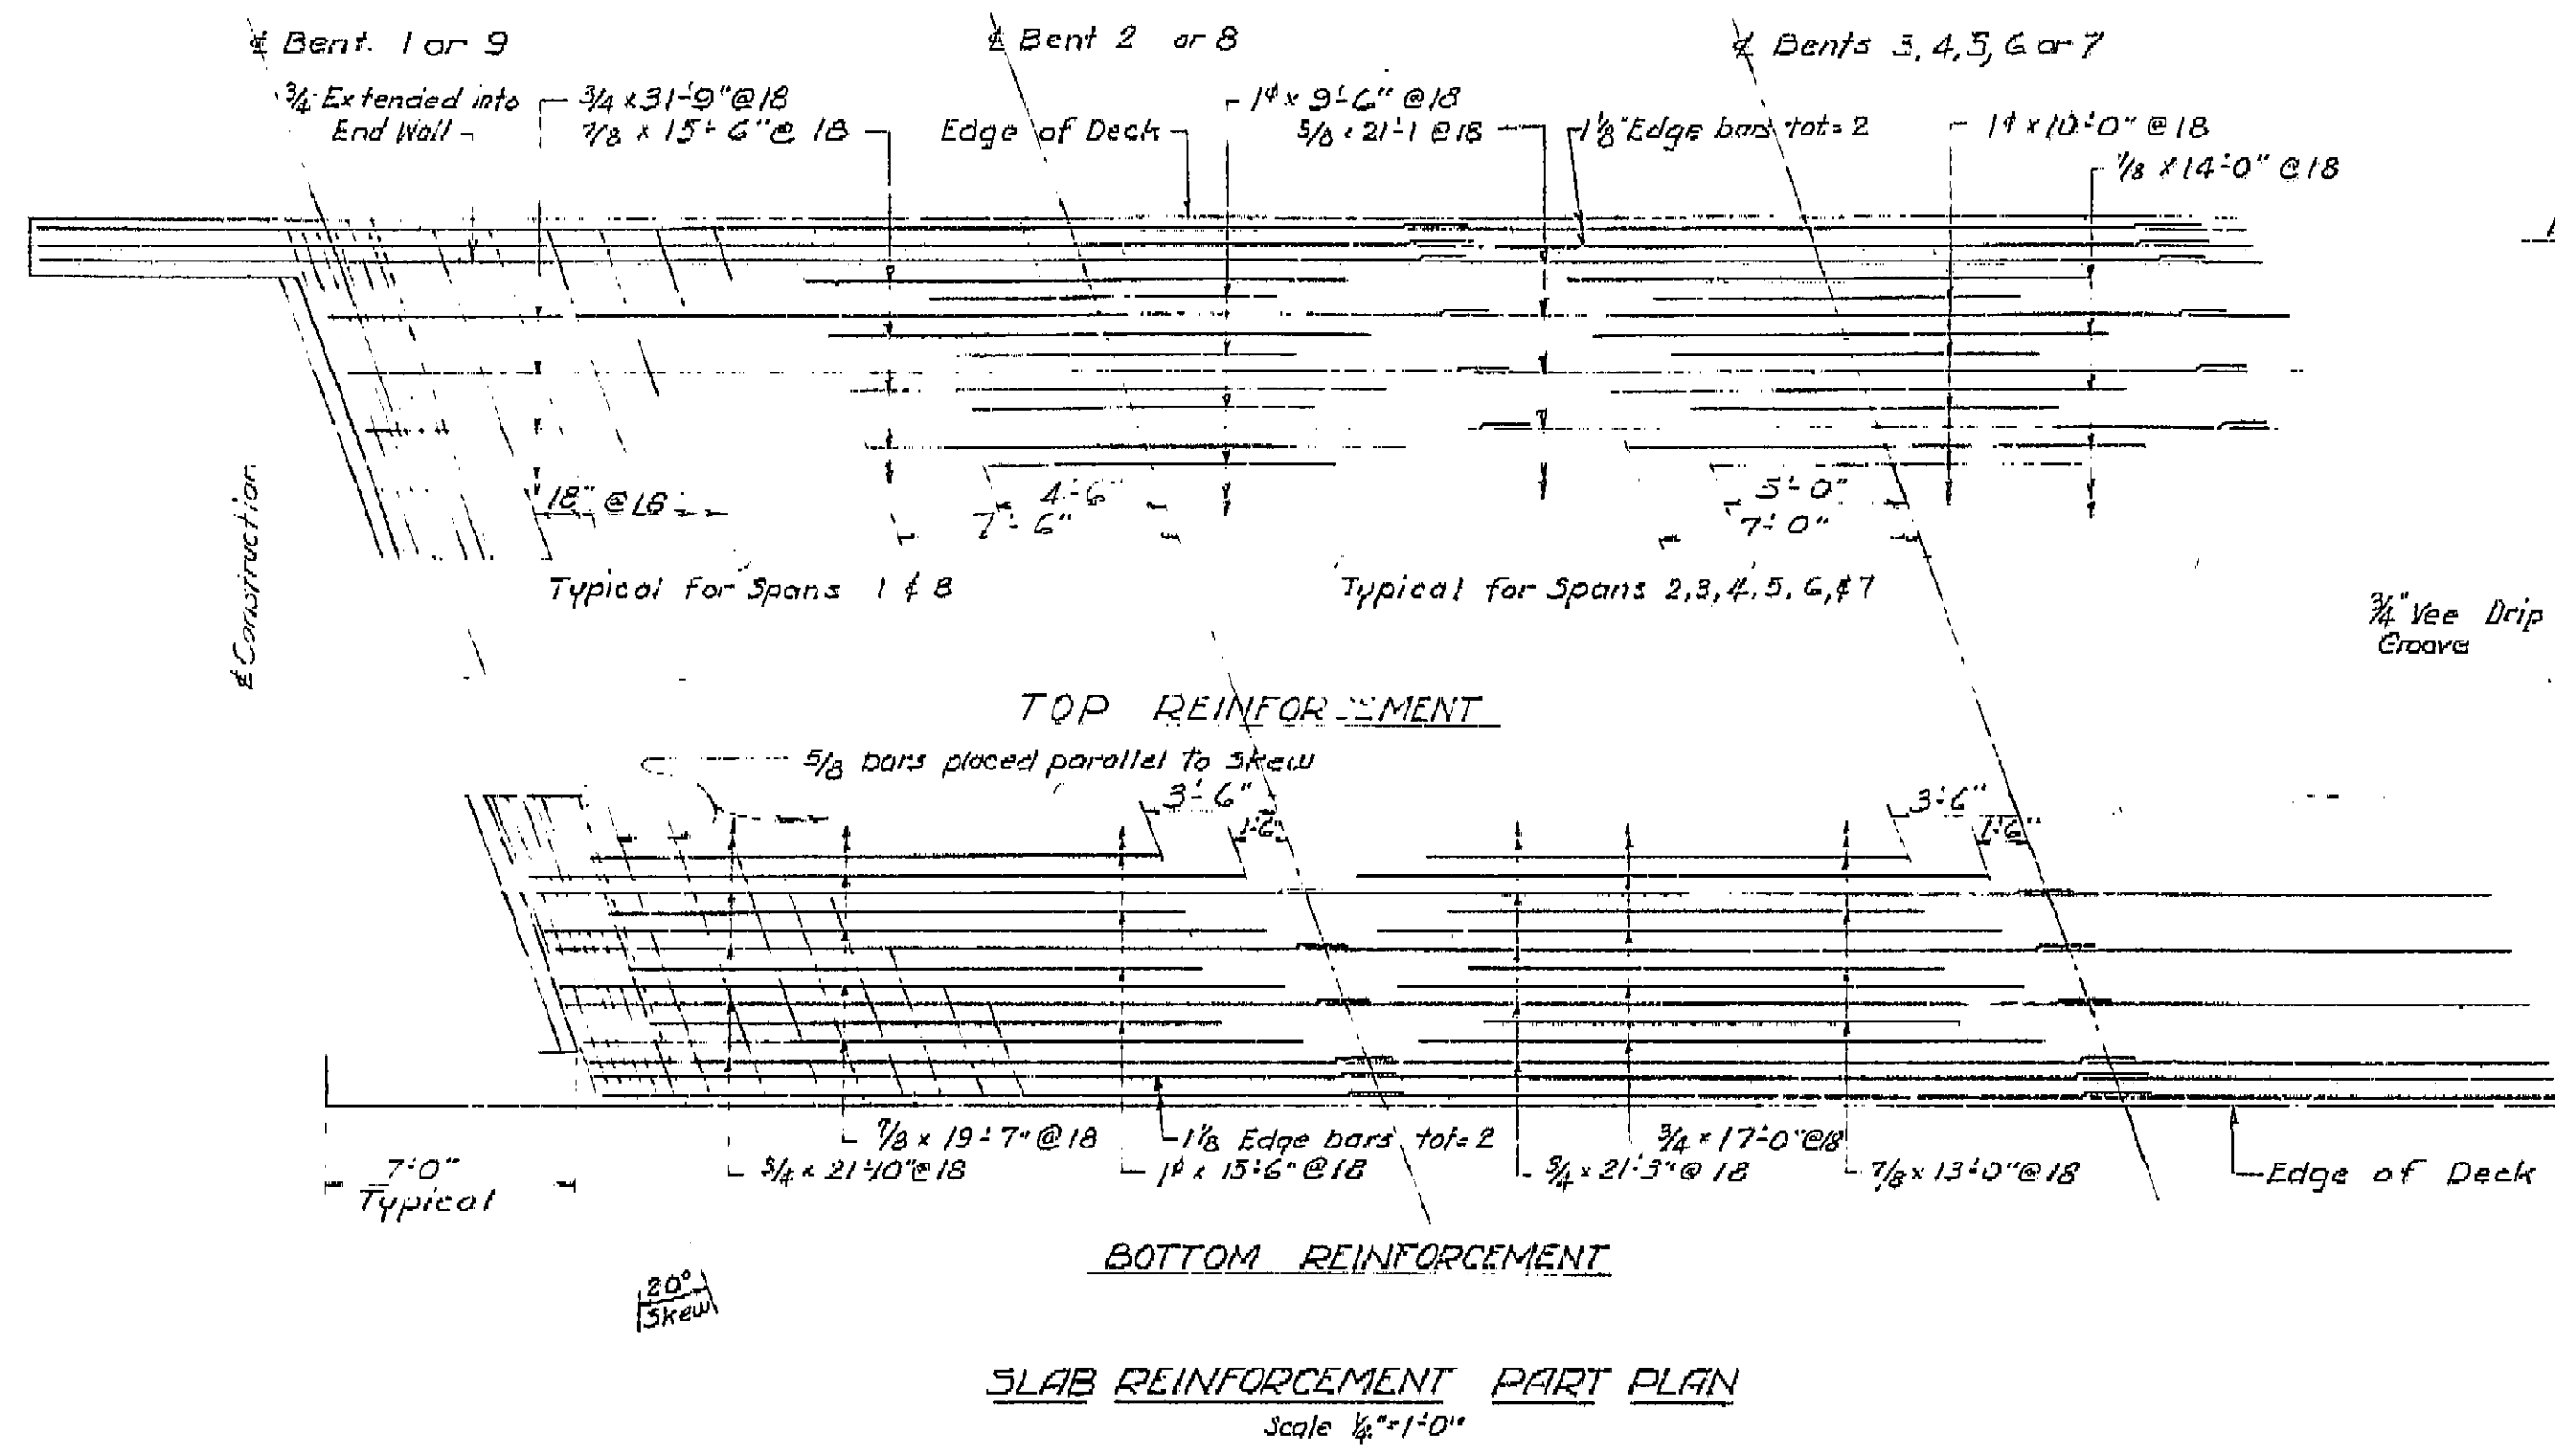 ℄ Bent. 1 or 9
℄ Bent 2 or 8
℄ Bents 3, 4, 5, 6 or 7
3/4 Extended into
End Wall
3/4 x 31'-9" @ 18
7/8 x 15'-6" @ 18
Edge of Deck
1⌀ x 9'-6" @ 18
5/8 x 21'-1 @ 18
1 1/8" Edge bars tot= 2
1⌀ x 10'-0" @ 18
7/8 x 14'-0" @ 18
℄ Construction
18" @ 18
4'-6"
7'-6"
5'-0"
7'-0"
Typical for Spans 1 & 8
Typical for Spans 2,3,4,5,6,&7
3/4" Vee Drip
Groove
TOP REINFORCEMENT
5/8 bars placed parallel to skew
3'-6"
1'-6"
3'-6"
1'-6"
7/8 x 19'-7" @ 18
1 1/8 Edge bars tot= 2
3/4 x 17'-0" @ 18
7'-0"
Typical
3/4 x 21'-10" @ 18
1⌀ x 15'-6" @ 18
3/4 x 21'-3" @ 18
7/8 x 13'-0" @ 18
Edge of Deck
BOTTOM REINFORCEMENT
20°
Skew
SLAB REINFORCEMENT PART PLAN
Scale 1/4"=1'-0"